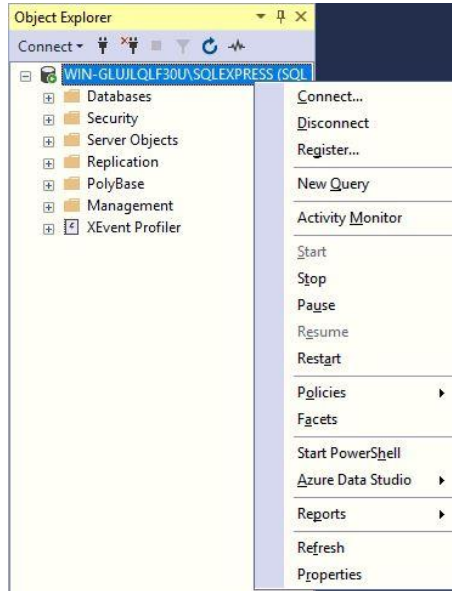 Object Explorer
Connect
WIN-GLUJLQLF30U\SQLEXPRESS (SQL
Databases
Security
Server Objects
Replication
PolyBase
Management
XEvent Profiler
Connect...
Disconnect
Register...
New Query
Activity Monitor
Start
Stop
Pause
Resume
Restart
Policies
Facets
Start PowerShell
Azure Data Studio
Reports
Refresh
Properties